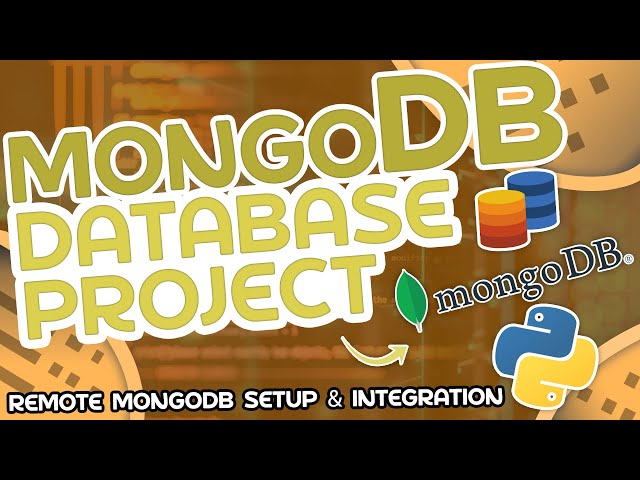 MONGODB
DATABASE
PROJECT
mongoDB®
REMOTE MONGODB SETUP & INTEGRATION